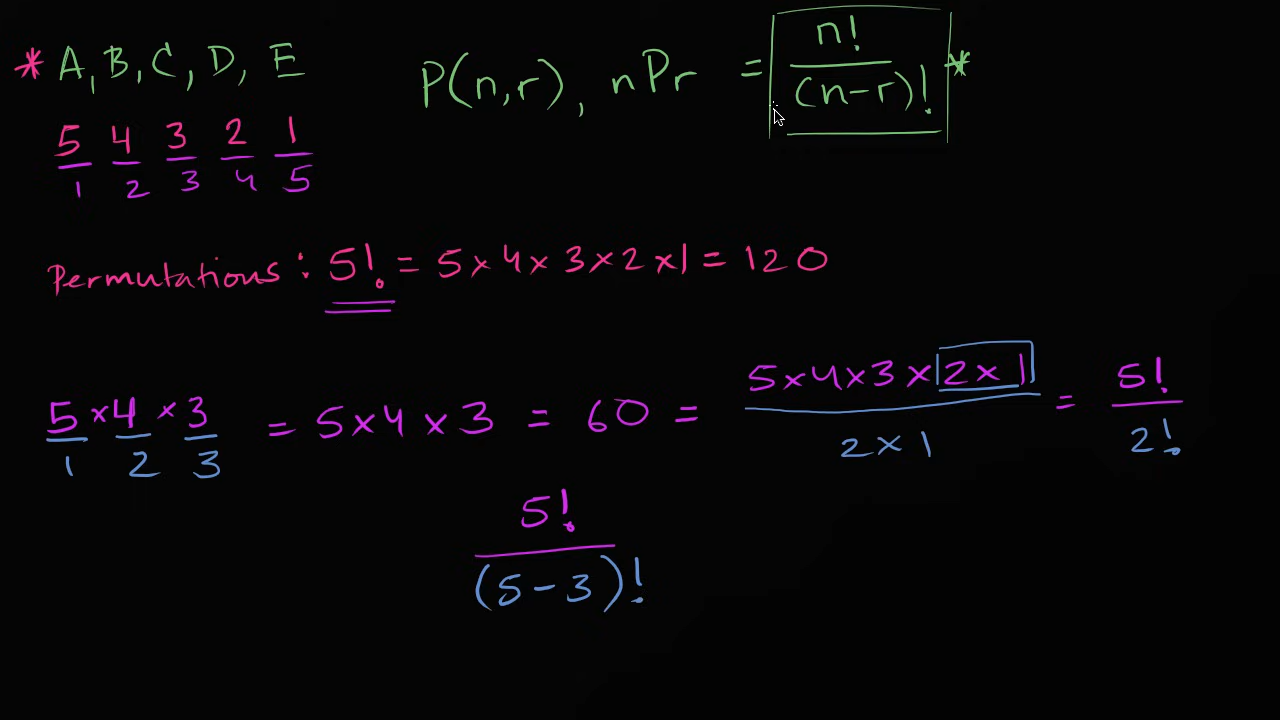 * A, B, C, D, E
P(n,r), nPr = n! / (n-r)! *
5 4 3 2 1
1 2 3 4 5
Permutations: 5! = 5 x 4 x 3 x 2 x 1 = 120
5 x 4 x 3 = 5 x 4 x 3 = 60 = 5 x 4 x 3 x 2 x 1 / 2 x 1 = 5! / 2!
1 2 3
5!
(5 - 3)!